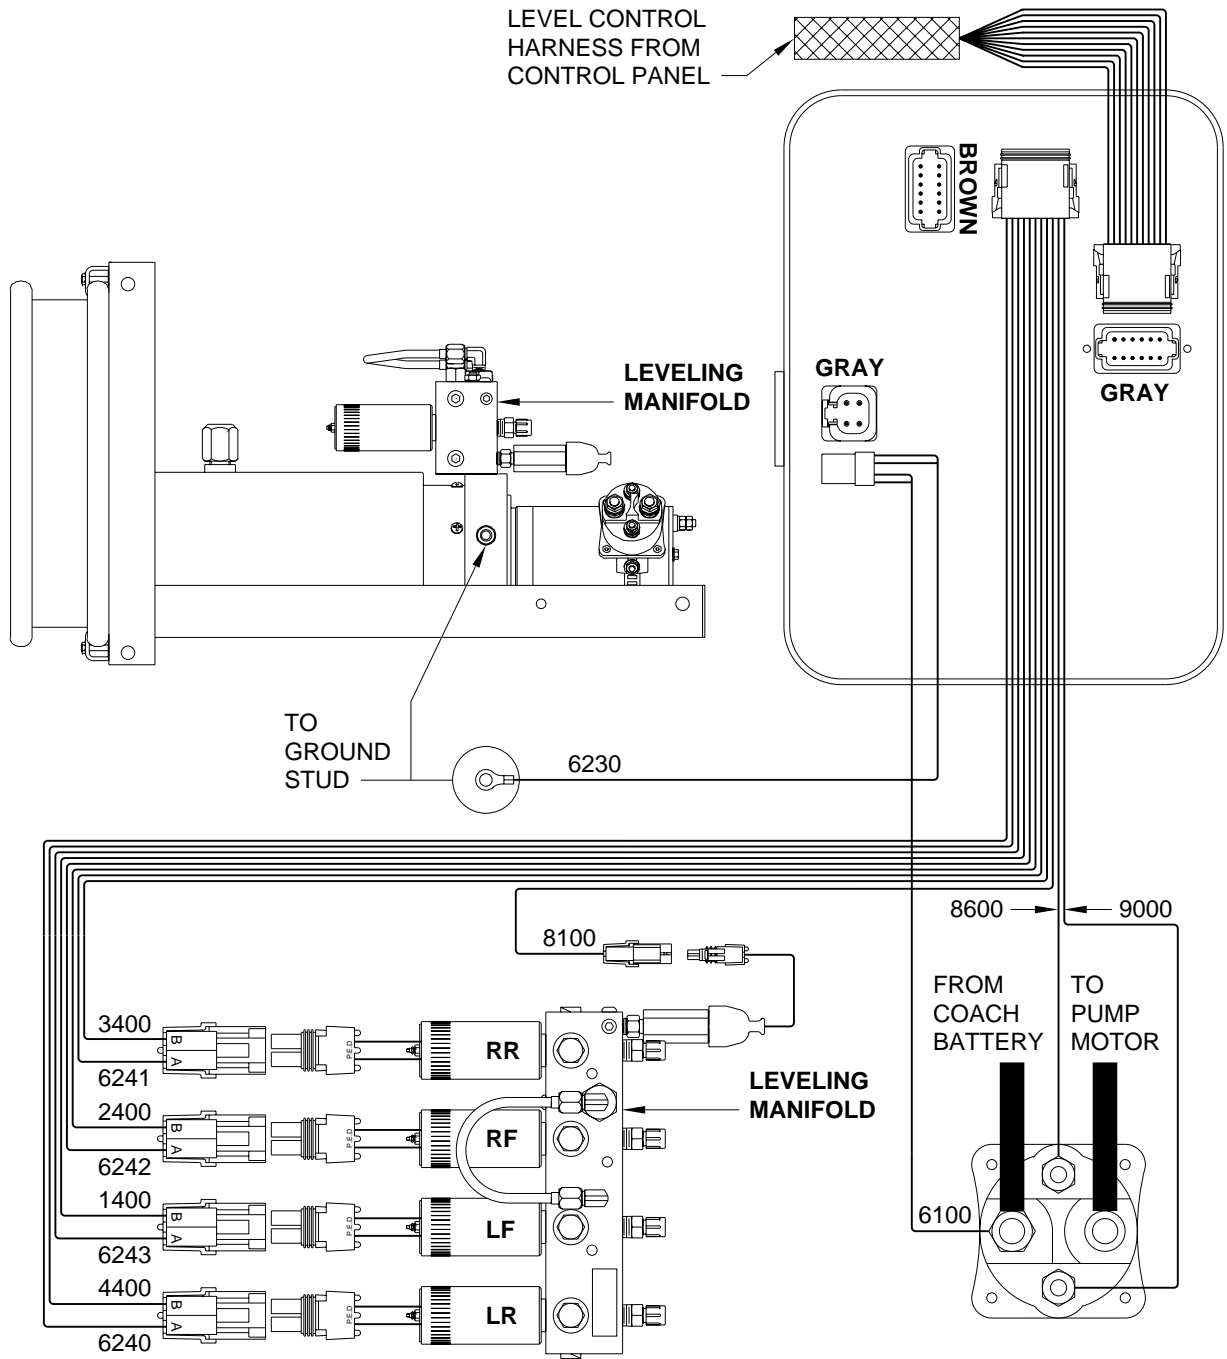 LEVEL CONTROL
HARNESS FROM
CONTROL PANEL
BROWN
GRAY
GRAY
LEVELING
MANIFOLD
TO
GROUND
STUD
6230
8600
9000
8100
FROM
COACH
BATTERY
TO
PUMP
MOTOR
3400
B
A
6241
P.E.D
RR
LEVELING
MANIFOLD
2400
B
A
6242
P.E.D
RF
1400
B
A
6243
P.E.D
LF
6100
4400
B
A
6240
P.E.D
LR